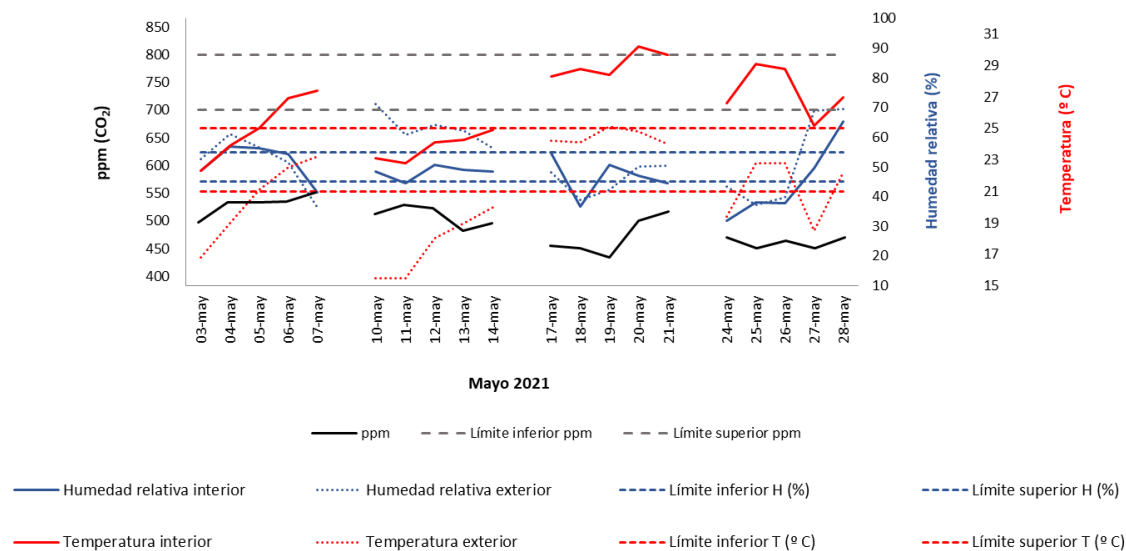 850
800
750
700
650
600
550
500
450
400
ppm (CO2)
100
90
80
70
60
50
40
30
20
10
Humedad relativa (%)
31
29
27
25
23
21
19
17
15
Temperatura (º C)
03-may
04-may
05-may
06-may
07-may
10-may
11-may
12-may
13-may
14-may
17-may
18-may
19-may
20-may
21-may
24-may
25-may
26-may
27-may
28-may
Mayo 2021
ppm Límite inferior ppm Límite superior ppm
Humedad relativa interior Humedad relativa exterior Límite inferior H (%) Límite superior H (%)
Temperatura interior Temperatura exterior Límite inferior T (º C) Límite superior T (º C)